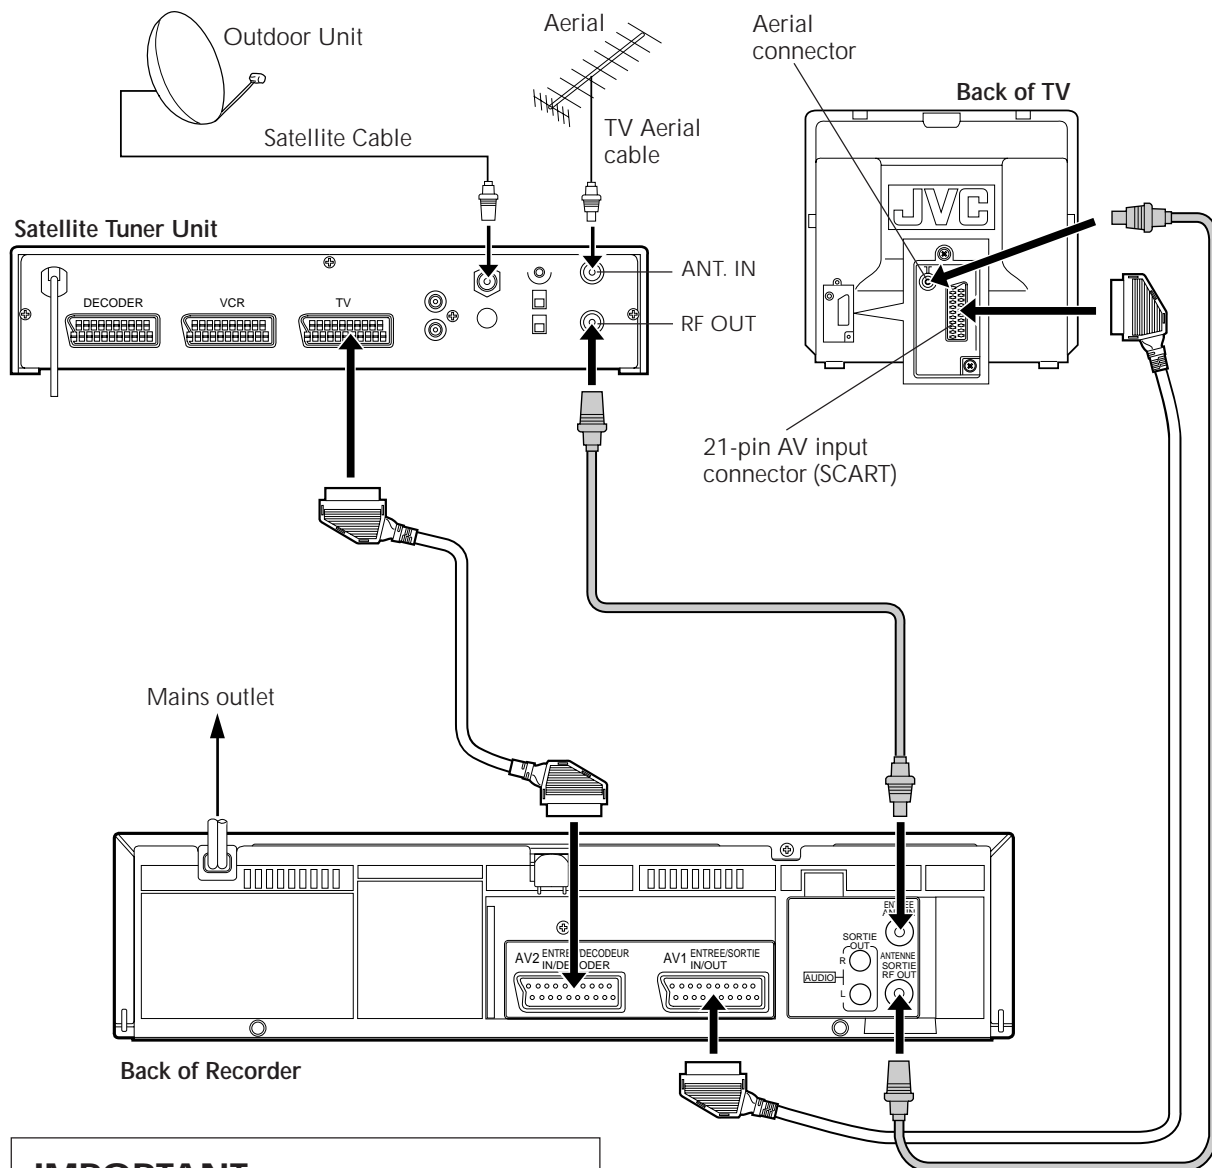 Outdoor Unit
Aerial
Aerial
connector
Back of TV
Satellite Cable
TV Aerial
cable
JVC
Satellite Tuner Unit
ANT. IN
DECODER
VCR
TV
RF OUT
21-pin AV input
connector (SCART)
Mains outlet
AV2 ENTREE/DECODEUR
IN/DECODER
AV1 ENTREE/SORTIE
IN/OUT
SORTIE
OUT
R
AUDIO
L
ENTREE
ANTENNE
SORTIE
RF OUT
Back of Recorder
IMPORTANT